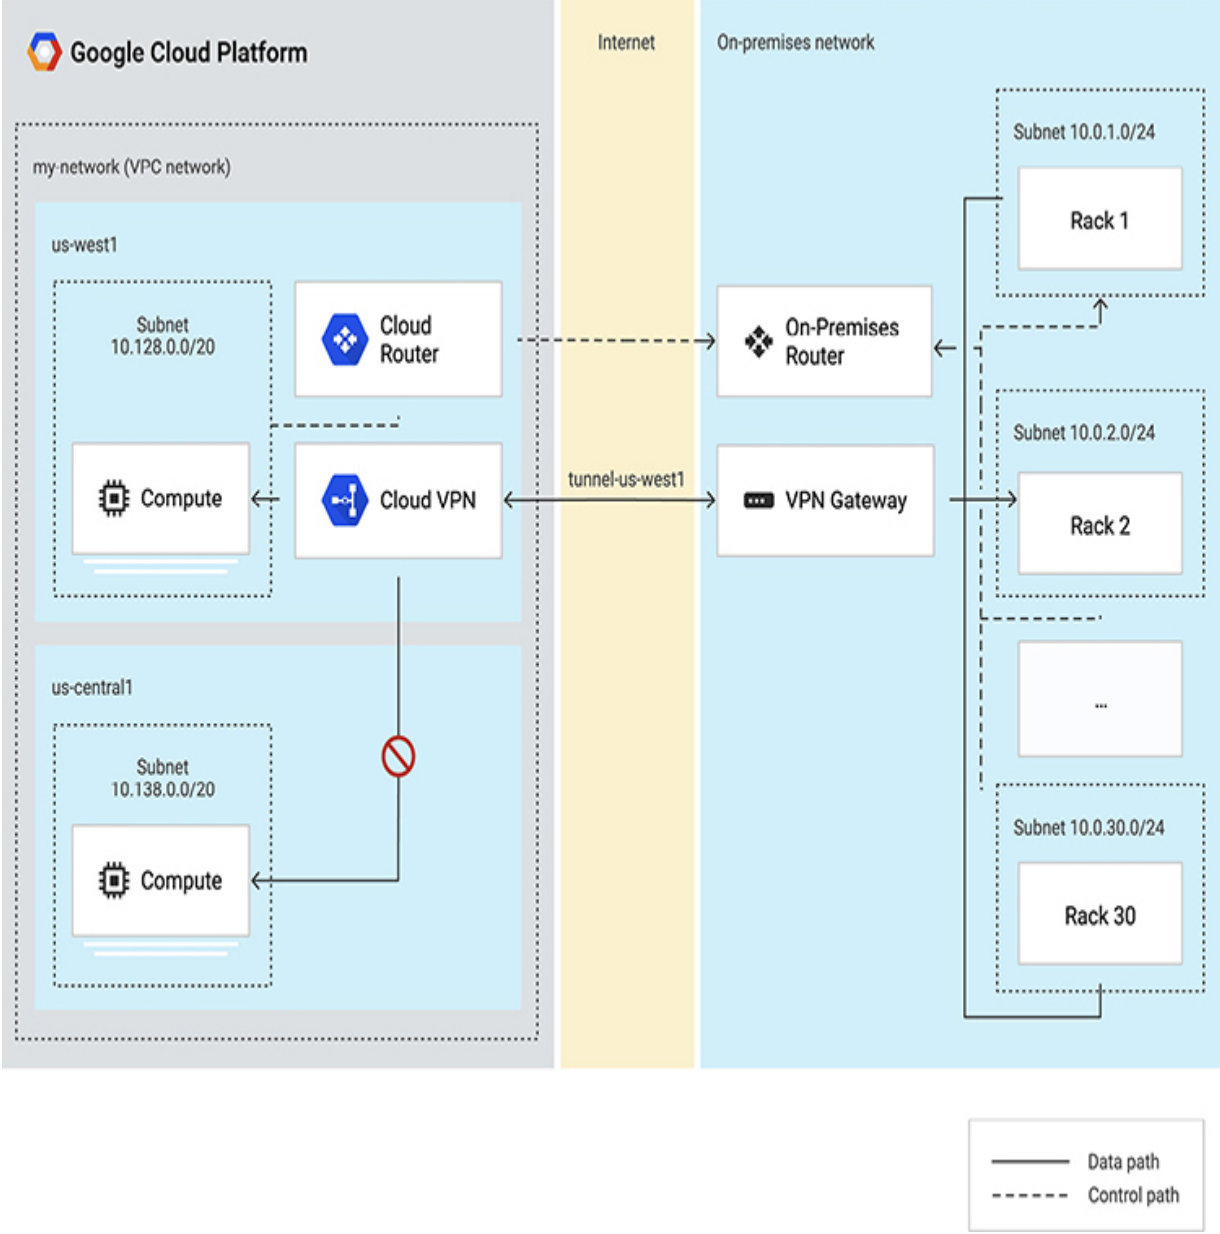 Google Cloud Platform
Internet
On-premises network
my-network (VPC network)
us-west1
Subnet
10.128.0.0/20
Cloud
Router
Compute
Cloud VPN
us-central1
Subnet
10.138.0.0/20
Compute
tunnel-us-west1
On-Premises
Router
VPN Gateway
Subnet 10.0.1.0/24
Rack 1
Subnet 10.0.2.0/24
Rack 2
...
Subnet 10.0.30.0/24
Rack 30
Data path
Control path